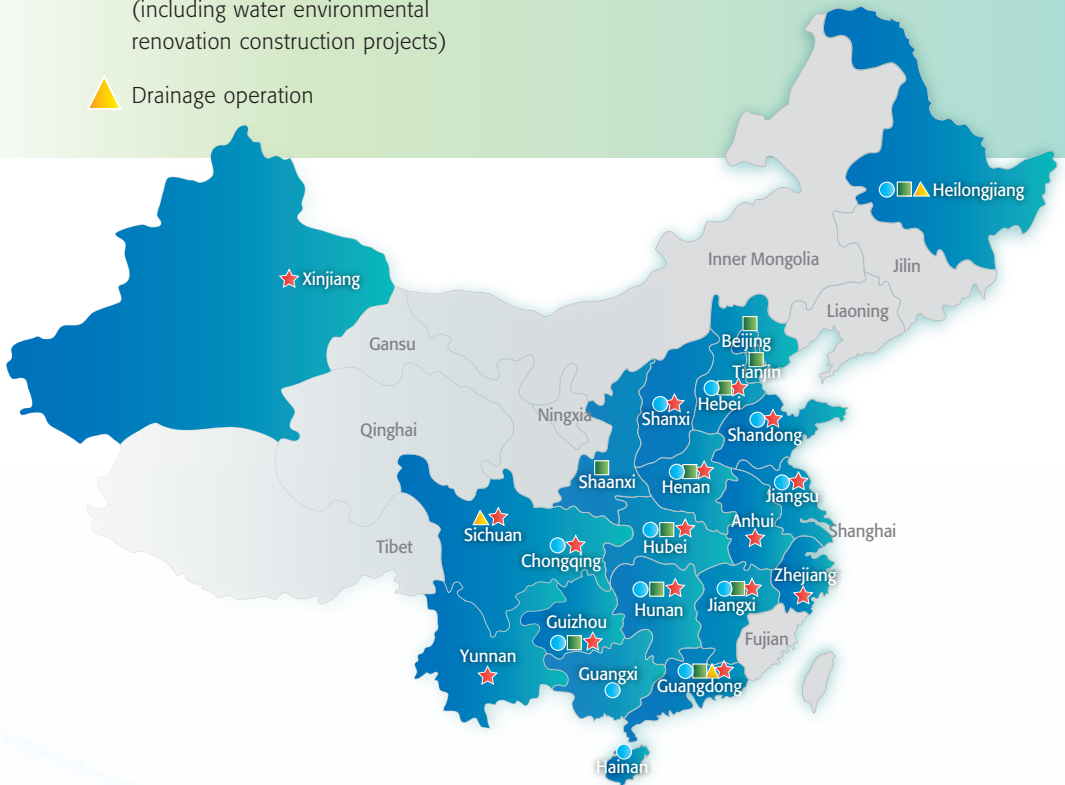 (including water environmental
renovation construction projects)
Drainage operation
Heilongjiang
Inner Mongolia
Jilin
Xinjiang
Liaoning
Beijing
Gansu
Tianjin
Hebei
Ningxia
Shanxi
Qinghai
Shandong
Shaanxi
Henan
Jiangsu
Anhui
Shanghai
Sichuan
Tibet
Hubei
Chongqing
Zhejiang
Hunan
Jiangxi
Guizhou
Fujian
Yunnan
Guangxi
Guangdong
Hainan